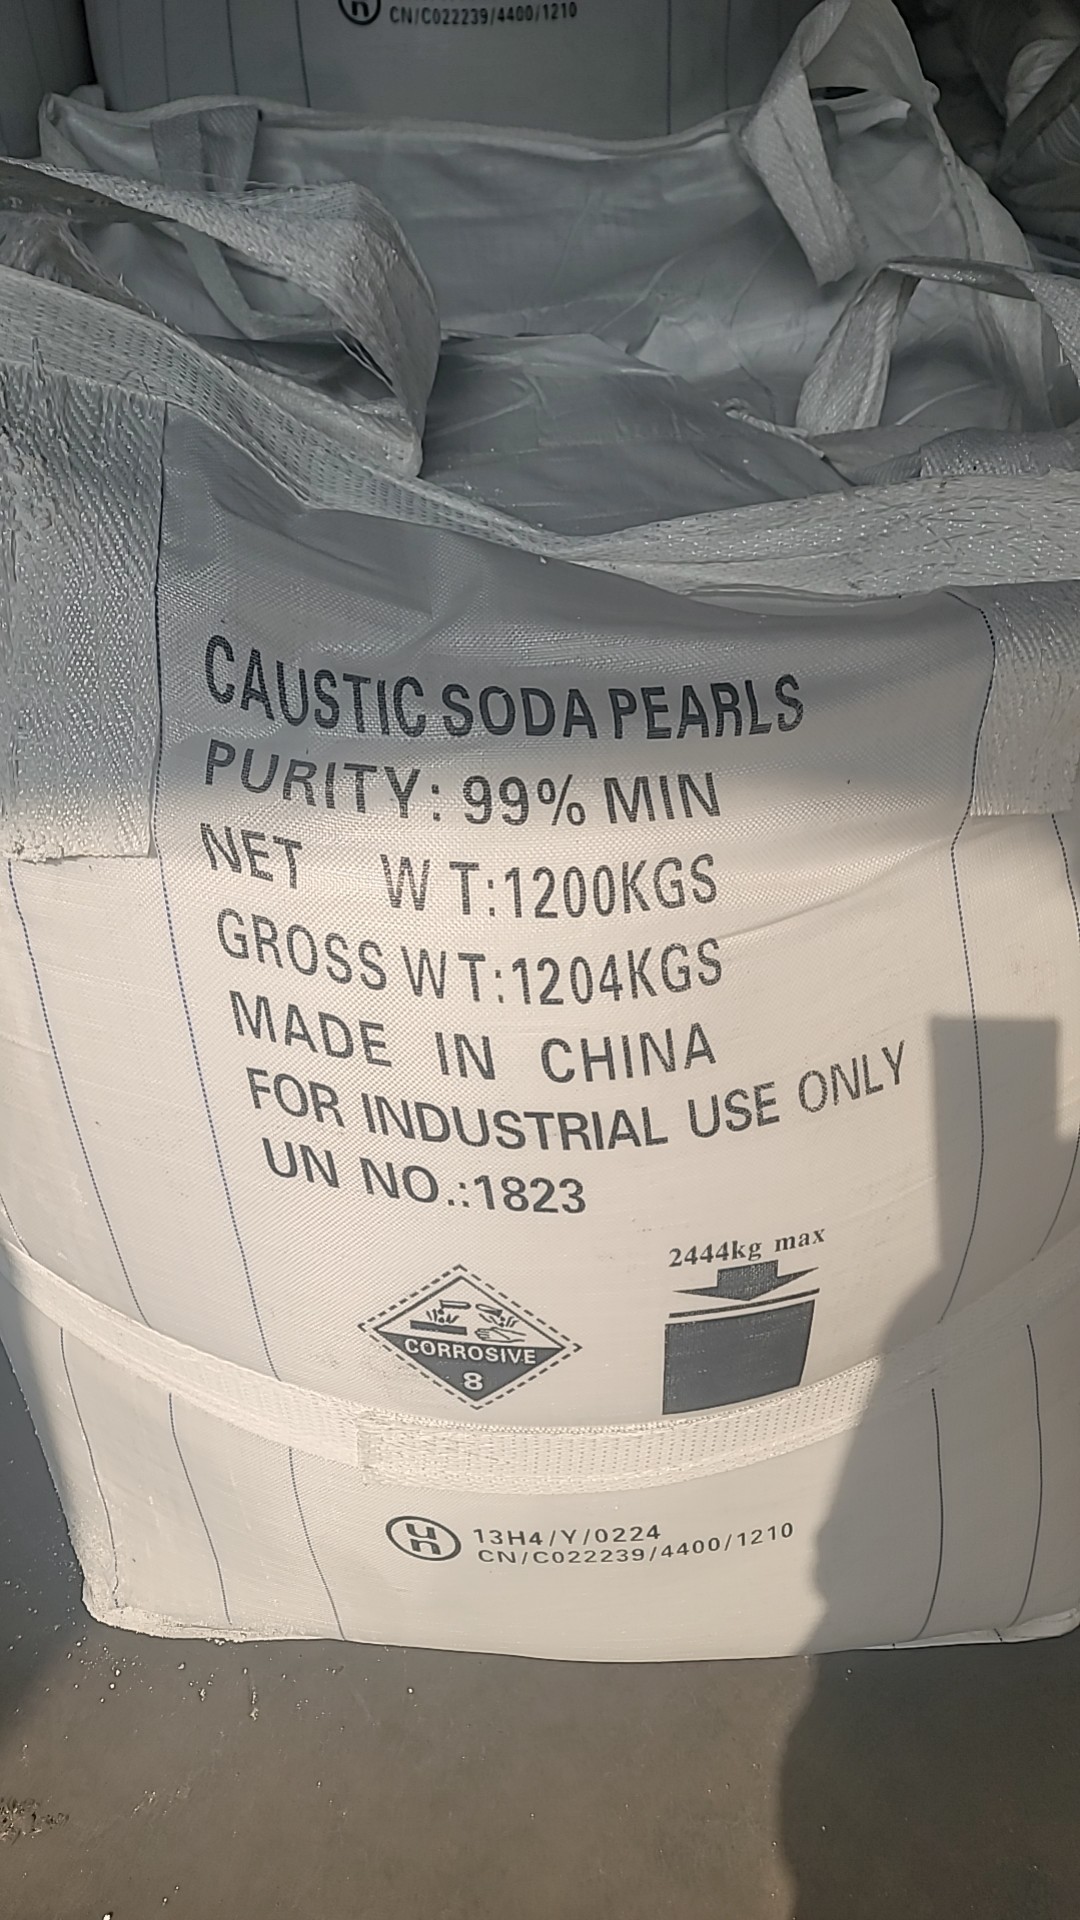 CN/C022239/4400/1210
CAUSTIC SODA PEARLS
PURITY: 99% MIN
NET WT:1200KGS
GROSS WT:1204KGS
MADE IN CHINA
FOR INDUSTRIAL USE ONLY
UN NO.:1823
2444kg max
CORROSIVE
8
un
13H4/Y/0224
CN/C022239/4400/1210